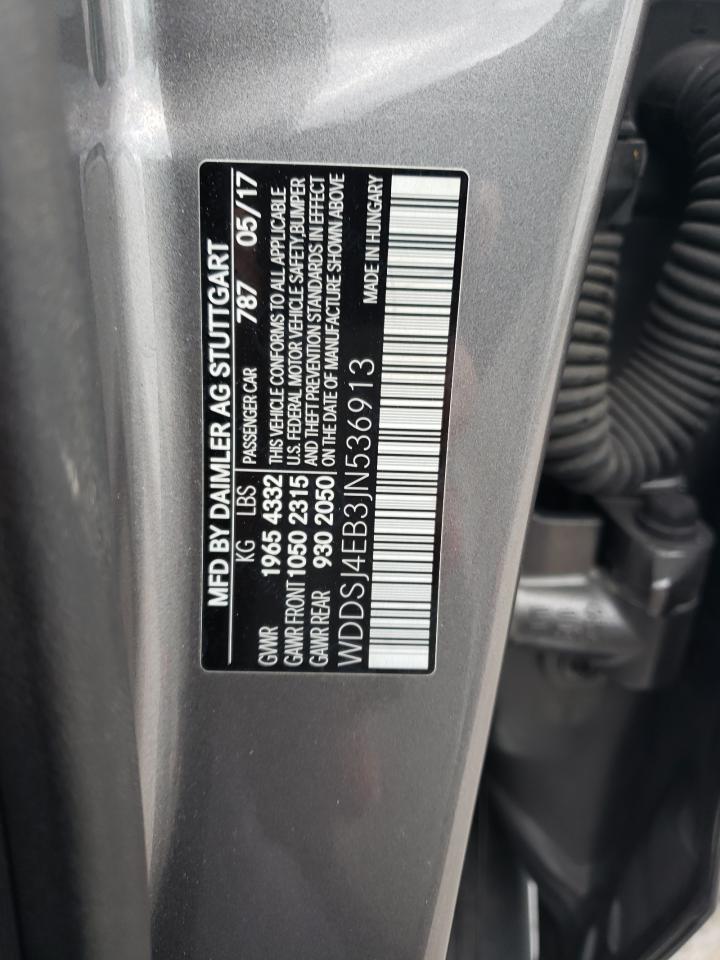 MFD BY DAIMLER AG STUTTGART
KG LBS PASSENGER CAR 787 05/17
GVWR 1965 4332 THIS VEHICLE CONFORMS TO ALL APPLICABLE
GAWR FRONT 1050 2315 U.S. FEDERAL MOTOR VEHICLE SAFETY,BUMPER
AND THEFT PREVENTION STANDARDS IN EFFECT
GAWR REAR 930 2050 ON THE DATE OF MANUFACTURE SHOWN ABOVE
WDDSJ4EB3JN536913 MADE IN HUNGARY